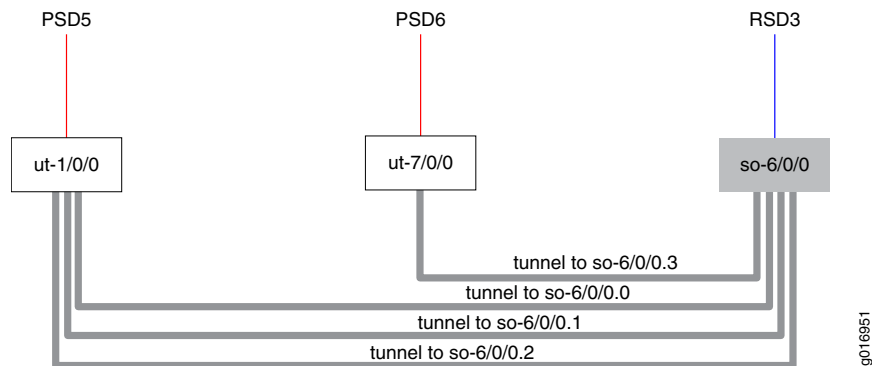 PSD5
PSD6
RSD3
ut-1/0/0
ut-7/0/0
so-6/0/0
tunnel to so-6/0/0.3
tunnel to so-6/0/0.0
tunnel to so-6/0/0.1
tunnel to so-6/0/0.2
g016951